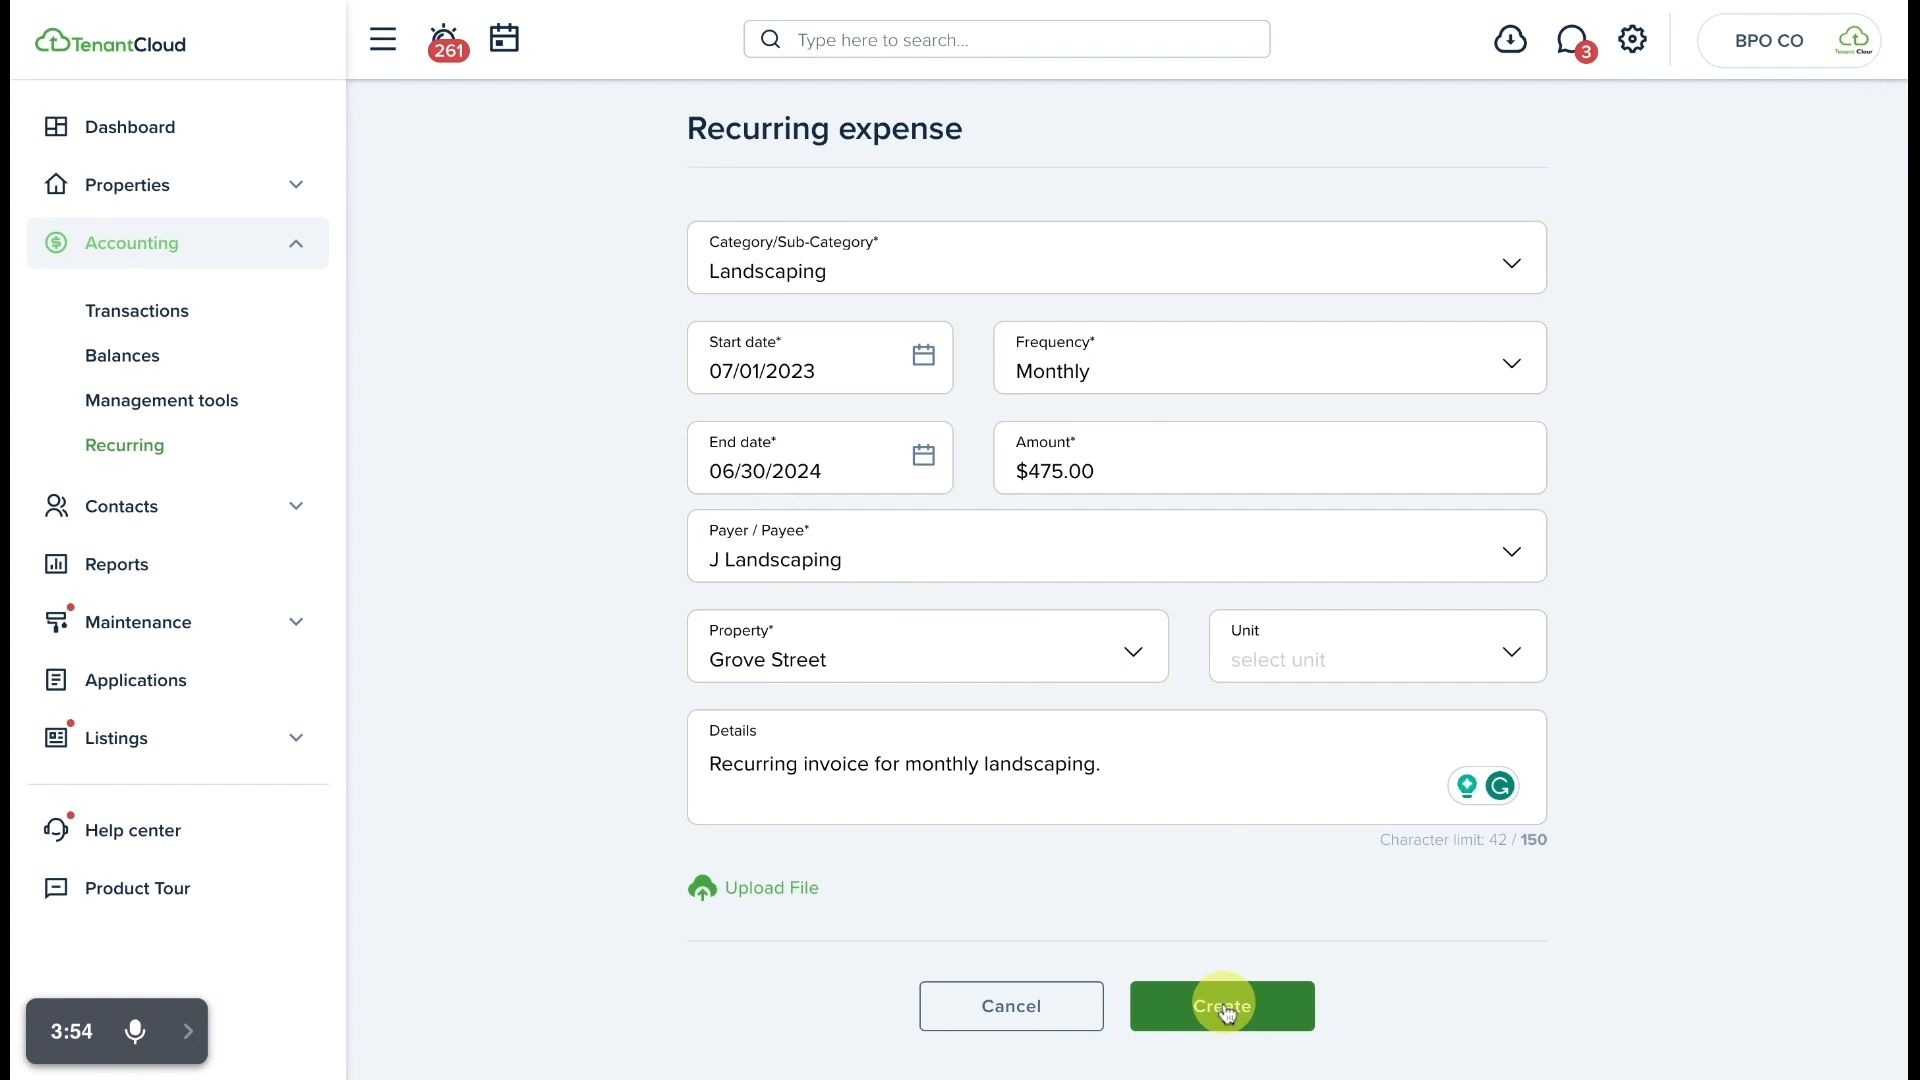 TenantCloud
261
Type here to search...
3
BPO CO
Tenant Cloud
Dashboard
Properties
Accounting
Transactions
Balances
Management tools
Recurring
Contacts
Reports
Maintenance
Applications
Listings
Help center
Product Tour
3:54
Recurring expense
Category/Sub-Category*
Landscaping
Start date*
07/01/2023
Frequency*
Monthly
End date*
06/30/2024
Amount*
$475.00
Payer / Payee*
J Landscaping
Property*
Grove Street
Unit
select unit
Details
Recurring invoice for monthly landscaping.
Character limit: 42 / 150
Upload File
Cancel
Create